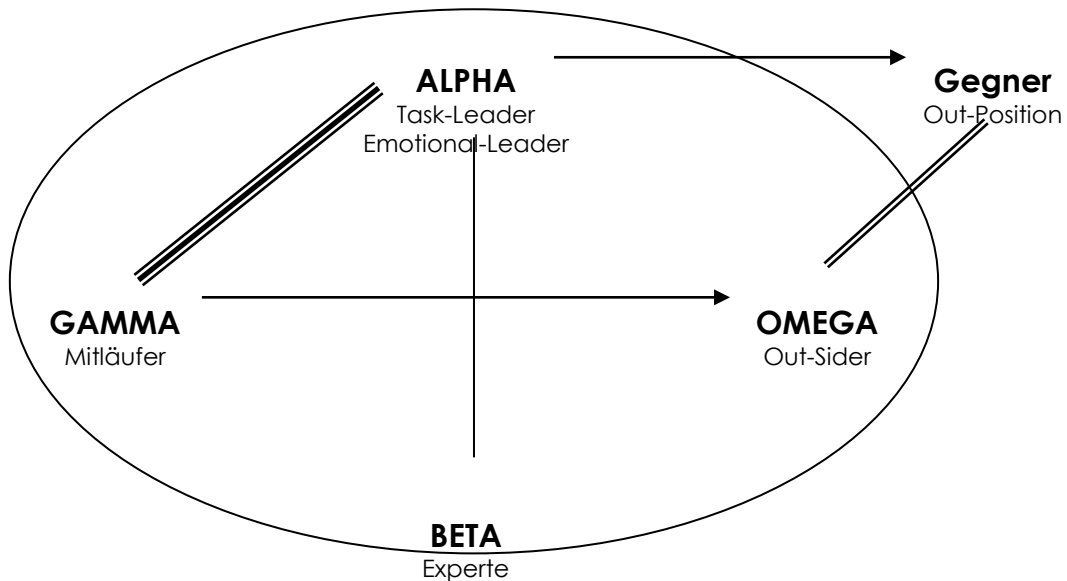 ALPHA
Task-Leader
Emotional-Leader
Gegner
Out-Position
GAMMA
Mitläufer
OMEGA
Out-Sider
BETA
Experte